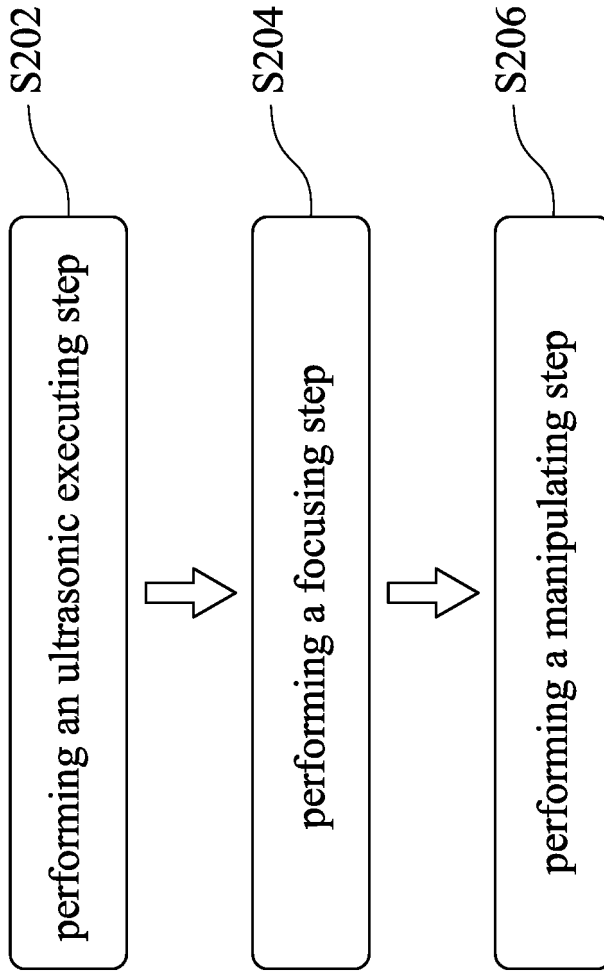 performing an ultrasonic executing step
S202
performing a focusing step
S204
performing a manipulating step
S206